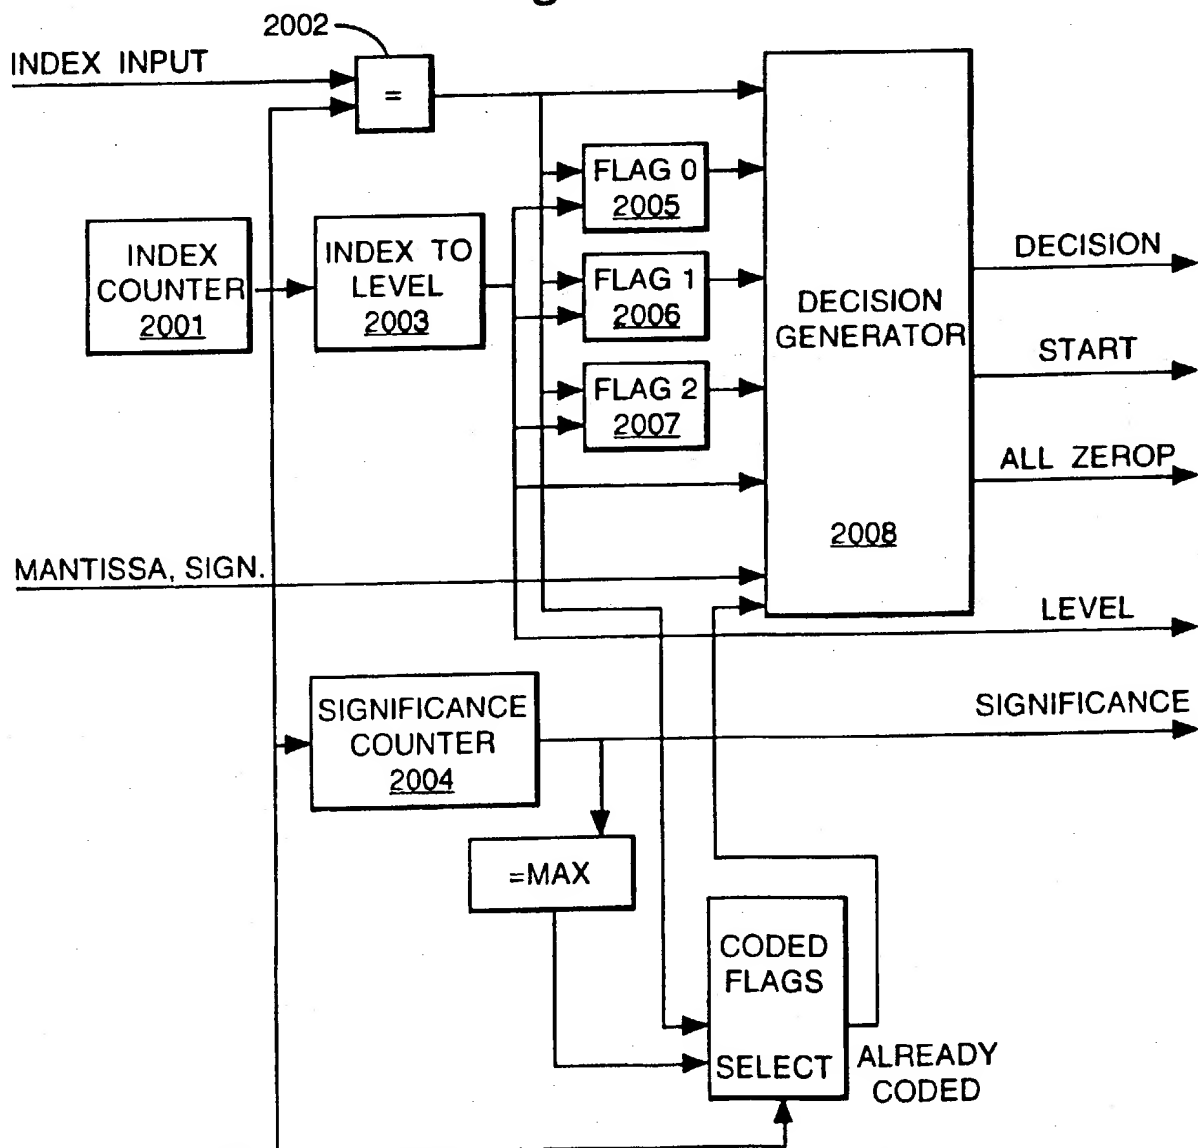 2002
INDEX INPUT
=
FLAG 0
2005
INDEX
COUNTER
2001
INDEX TO
LEVEL
2003
FLAG 1
2006
FLAG 2
2007
DECISION
GENERATOR
2008
DECISION
START
ALL ZEROP
MANTISSA, SIGN.
LEVEL
SIGNIFICANCE
COUNTER
2004
SIGNIFICANCE
=MAX
CODED
FLAGS
SELECT
ALREADY
CODED